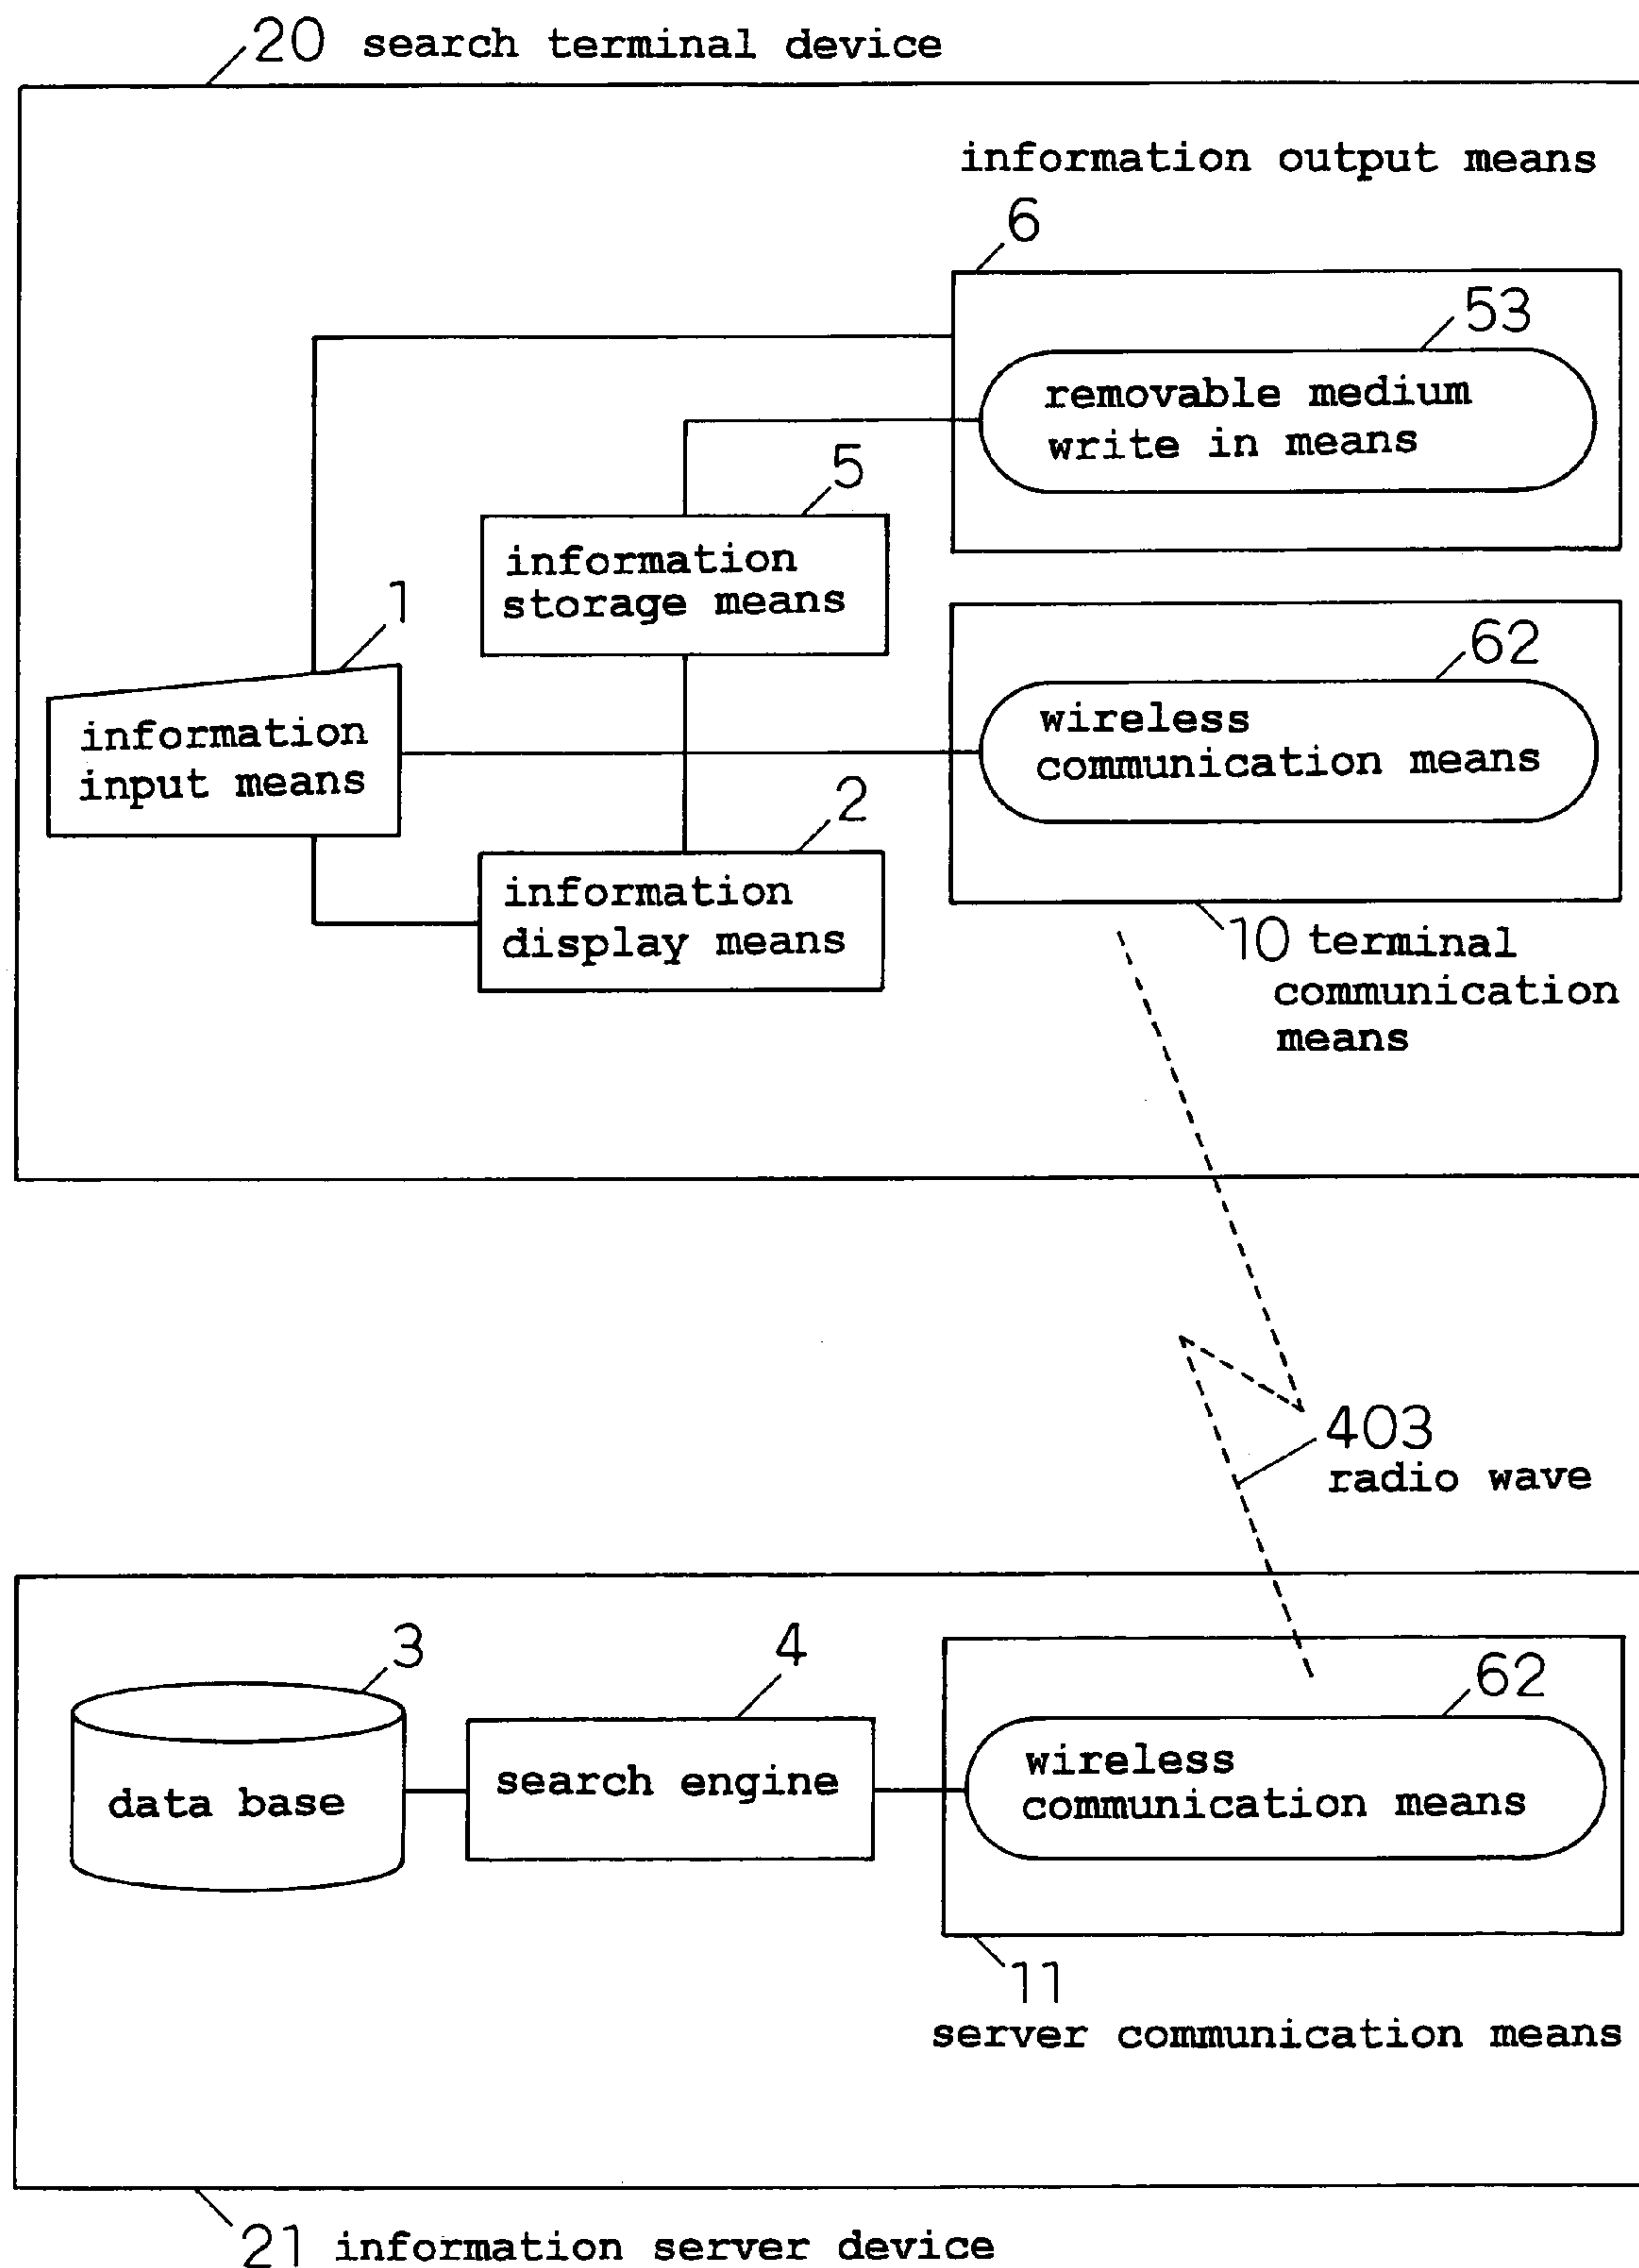 20 search terminal device
information output means
6
53
removable medium
write in means
5
information
storage means
1
62
wireless
communication means
information
input means
2
information
display means
10 terminal
communication
means
403
radio wave
3
4
62
data base
search engine
wireless
communication means
11
server communication means
21 information server device